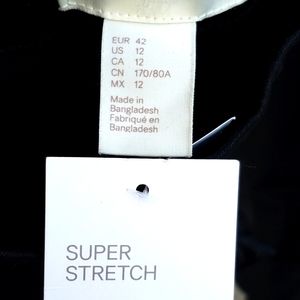 EUR 42
US 12
CA 12
CN 170/80A
MX 12
Made in
Bangladesh
Fabriqué en
Bangladesh
SUPER
STRETCH